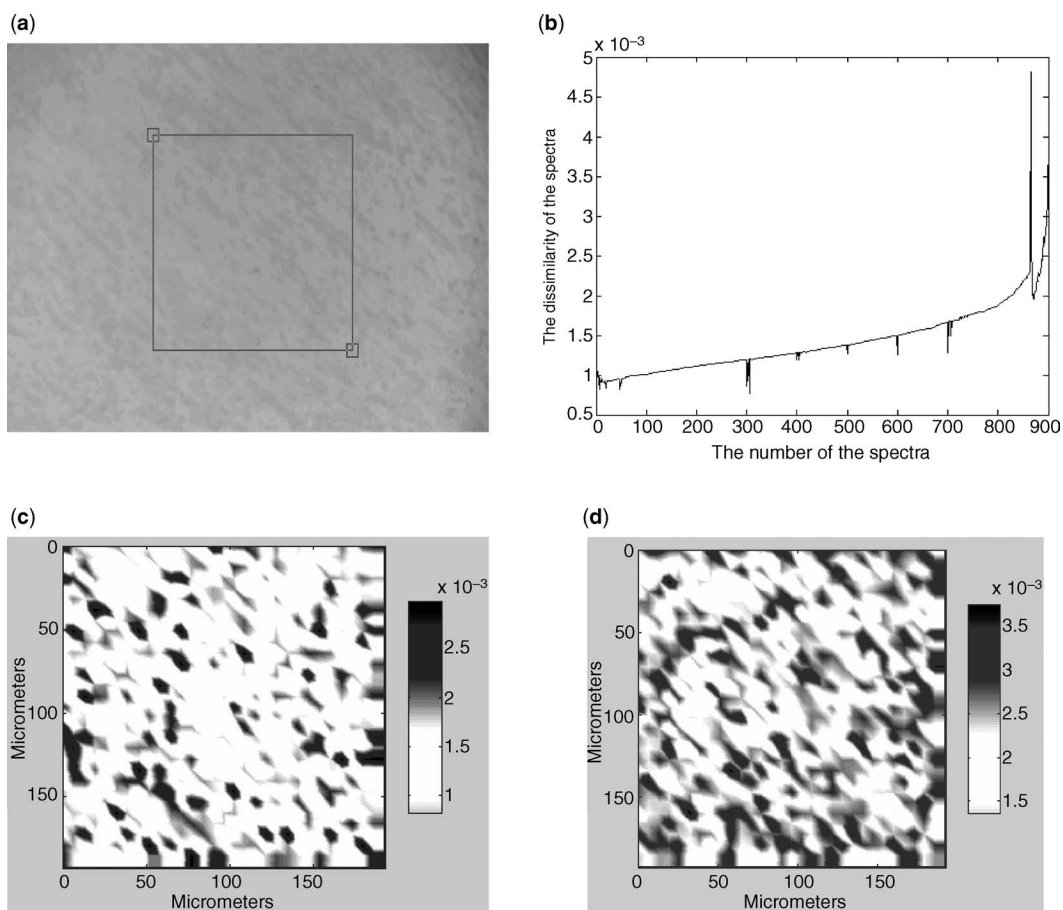 (a)
(b)
x 10–3
5
4.5
4
3.5
3
2.5
2
1.5
1
0.5
The dissimilarity of the spectra
0 100 200 300 400 500 600 700 800 900
The number of the spectra
(c)
0
50
100
150
Micrometers
0 50 100 150
Micrometers
x 10–3
2.5
2
1.5
1
(d)
0
50
100
150
Micrometers
0 50 100 150
Micrometers
x 10–3
3.5
3
2.5
2
1.5